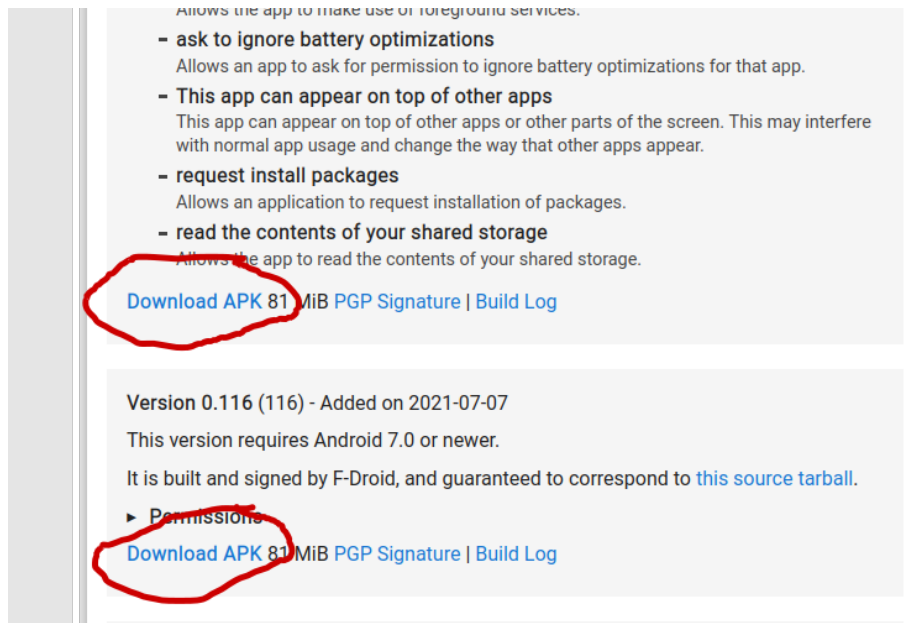 Allows the app to make use of foreground services.
- ask to ignore battery optimizations
Allows an app to ask for permission to ignore battery optimizations for that app.
- This app can appear on top of other apps
This app can appear on top of other apps or other parts of the screen. This may interfere
with normal app usage and change the way that other apps appear.
- request install packages
Allows an application to request installation of packages.
- read the contents of your shared storage
Allows the app to read the contents of your shared storage.
Download APK 81 MiB PGP Signature | Build Log
Version 0.116 (116) - Added on 2021-07-07
This version requires Android 7.0 or newer.
It is built and signed by F-Droid, and guaranteed to correspond to this source tarball.
▸ Permissions
Download APK 81 MiB PGP Signature | Build Log